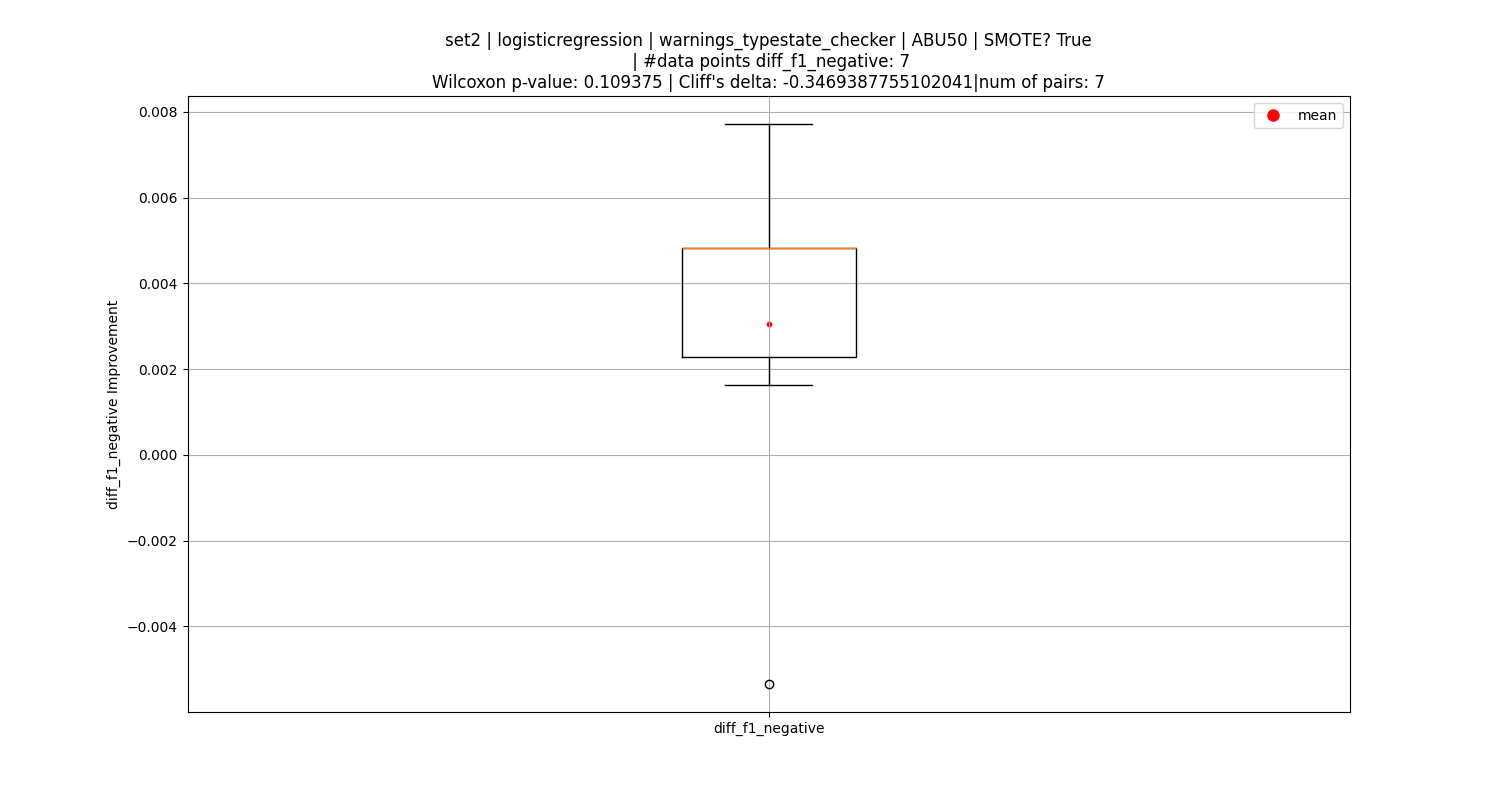 set2 | logisticregression | warnings_typestate_checker | ABU50 | SMOTE? True
| #data points diff_f1_negative: 7
Wilcoxon p-value: 0.109375 | Cliff's delta: -0.3469387755102041|num of pairs: 7
mean
0.008
0.006
0.004
0.002
0.000
−0.002
−0.004
diff_f1_negative Improvement
diff_f1_negative